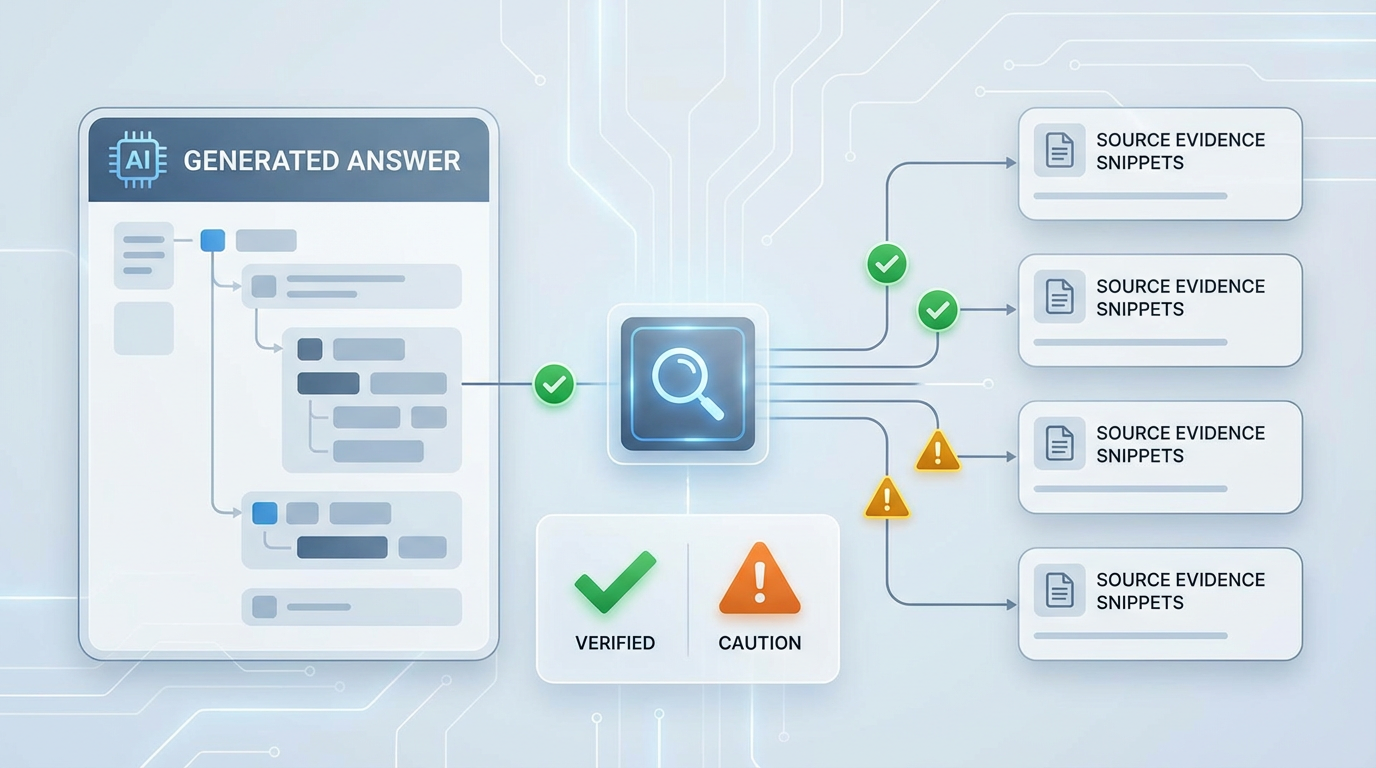 AI
GENERATED ANSWER
SOURCE EVIDENCE
SNIPPETS
SOURCE EVIDENCE
SNIPPETS
SOURCE EVIDENCE
SNIPPETS
SOURCE EVIDENCE
SNIPPETS
VERIFIED
CAUTION